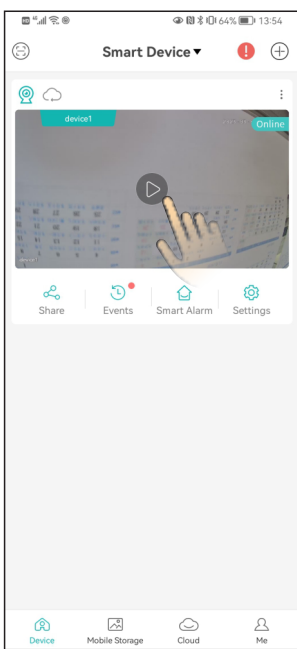 64% 13:54
Smart Device
device1
Online
Share
Events
Smart Alarm
Settings
Device
Mobile Storage
Cloud
Me